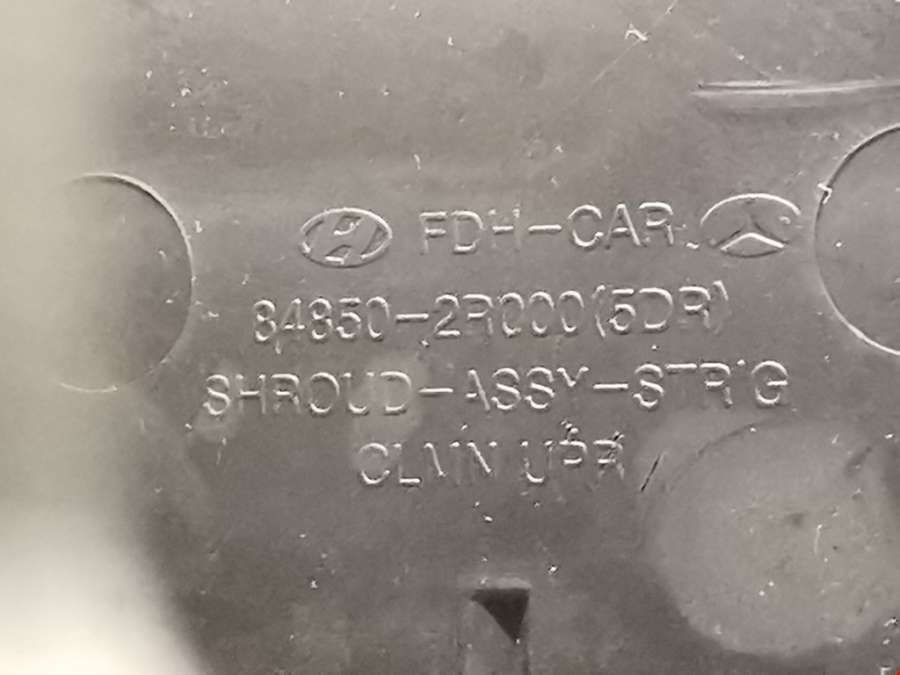 FDH-CAR
84850-2R000(5DR)
SHROUD-ASSY-STR'G
CLMN UPR